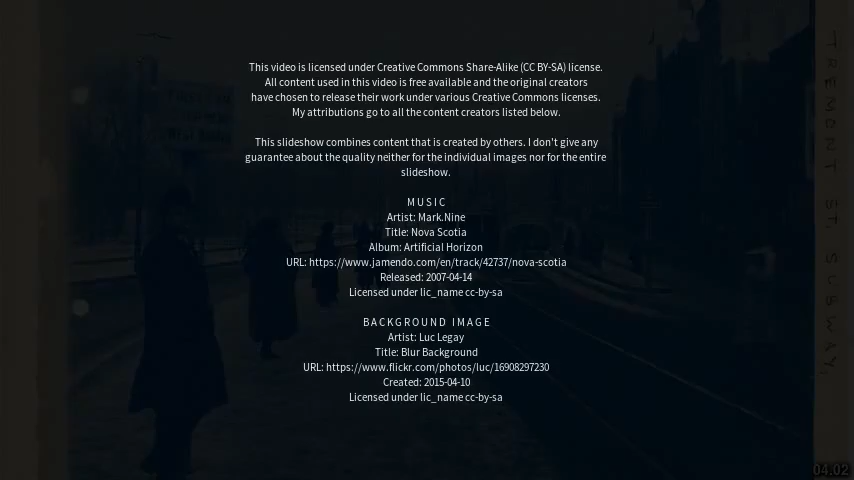 This video is licensed under Creative Commons Share-Alike (CC BY-SA) license.
All content used in this video is free available and the original creators
have chosen to release their work under various Creative Commons licenses.
My attributions go to all the content creators listed below.
This slideshow combines content that is created by others. I don't give any
guarantee about the quality neither for the individual images nor for the entire
slideshow.
MUSIC
Artist: Mark.Nine
Title: Nova Scotia
Album: Artificial Horizon
URL: https://www.jamendo.com/en/track/42737/nova-scotia
Released: 2007-04-14
Licensed under lic_name cc-by-sa
BACKGROUND IMAGE
Artist: Luc Legay
Title: Blur Background
URL: https://www.flickr.com/photos/luc/16908297230
Created: 2015-04-10
Licensed under lic_name cc-by-sa
TREMONT ST. SUBWAY,
04.02